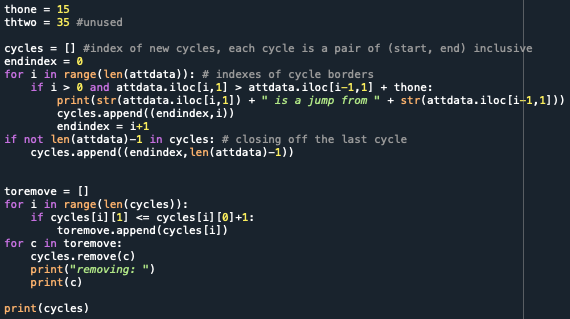 thone = 15
thtwo = 35 #unused
cycles = [] #index of new cycles, each cycle is a pair of (start, end) inclusive
endindex = 0
for i in range(len(attdata)): # indexes of cycle borders
    if i > 0 and attdata.iloc[i,1] > attdata.iloc[i-1,1] + thone:
        print(str(attdata.iloc[i,1]) + " is a jump from " + str(attdata.iloc[i-1,1]))
        cycles.append((endindex,i))
        endindex = i+1
if not len(attdata)-1 in cycles: # closing off the last cycle
    cycles.append((endindex,len(attdata)-1))
toremove = []
for i in range(len(cycles)):
    if cycles[i][1] <= cycles[i][0]+1:
        toremove.append(cycles[i])
for c in toremove:
    cycles.remove(c)
    print("removing: ")
    print(c)
print(cycles)